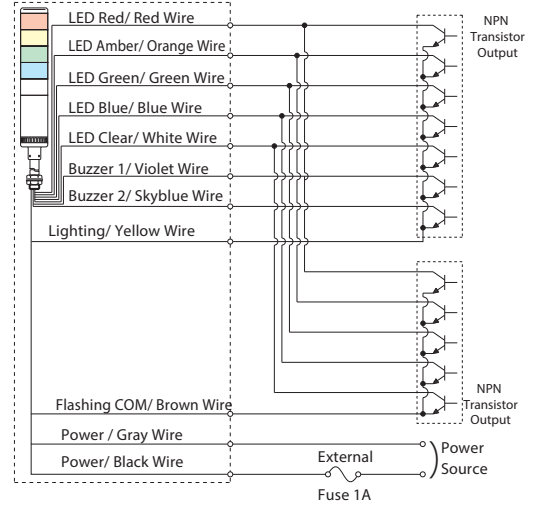 LED Red/ Red Wire
LED Amber/ Orange Wire
LED Green/ Green Wire
LED Blue/ Blue Wire
LED Clear/ White Wire
Buzzer 1/ Violet Wire
Buzzer 2/ Skyblue Wire
Lighting/ Yellow Wire
NPN
Transistor
Output
Flashing COM/ Brown Wire
NPN
Transistor
Output
Power / Gray Wire
Power/ Black Wire
External
Fuse 1A
Power
Source